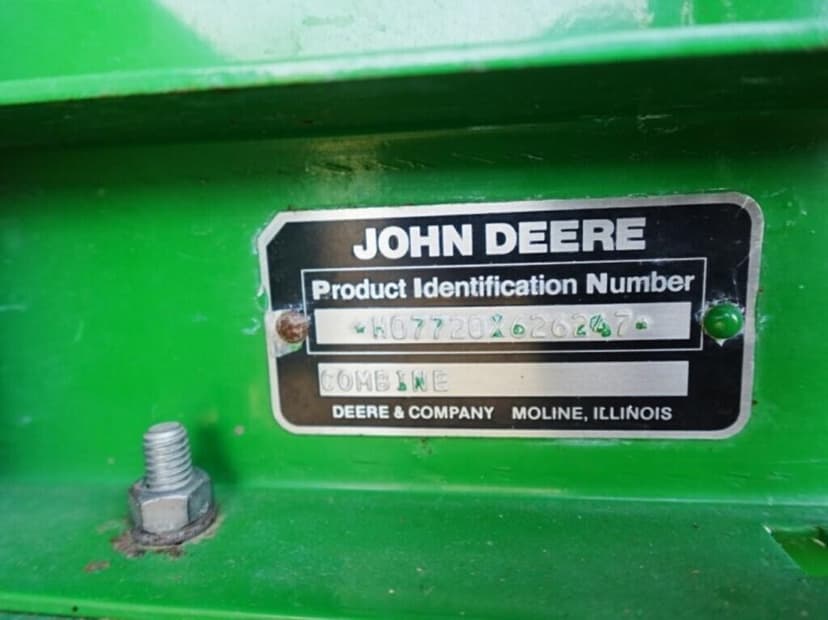 JOHN DEERE
Product Identification Number
*H07720X626247*
COMBINE
DEERE & COMPANY MOLINE, ILLINOIS